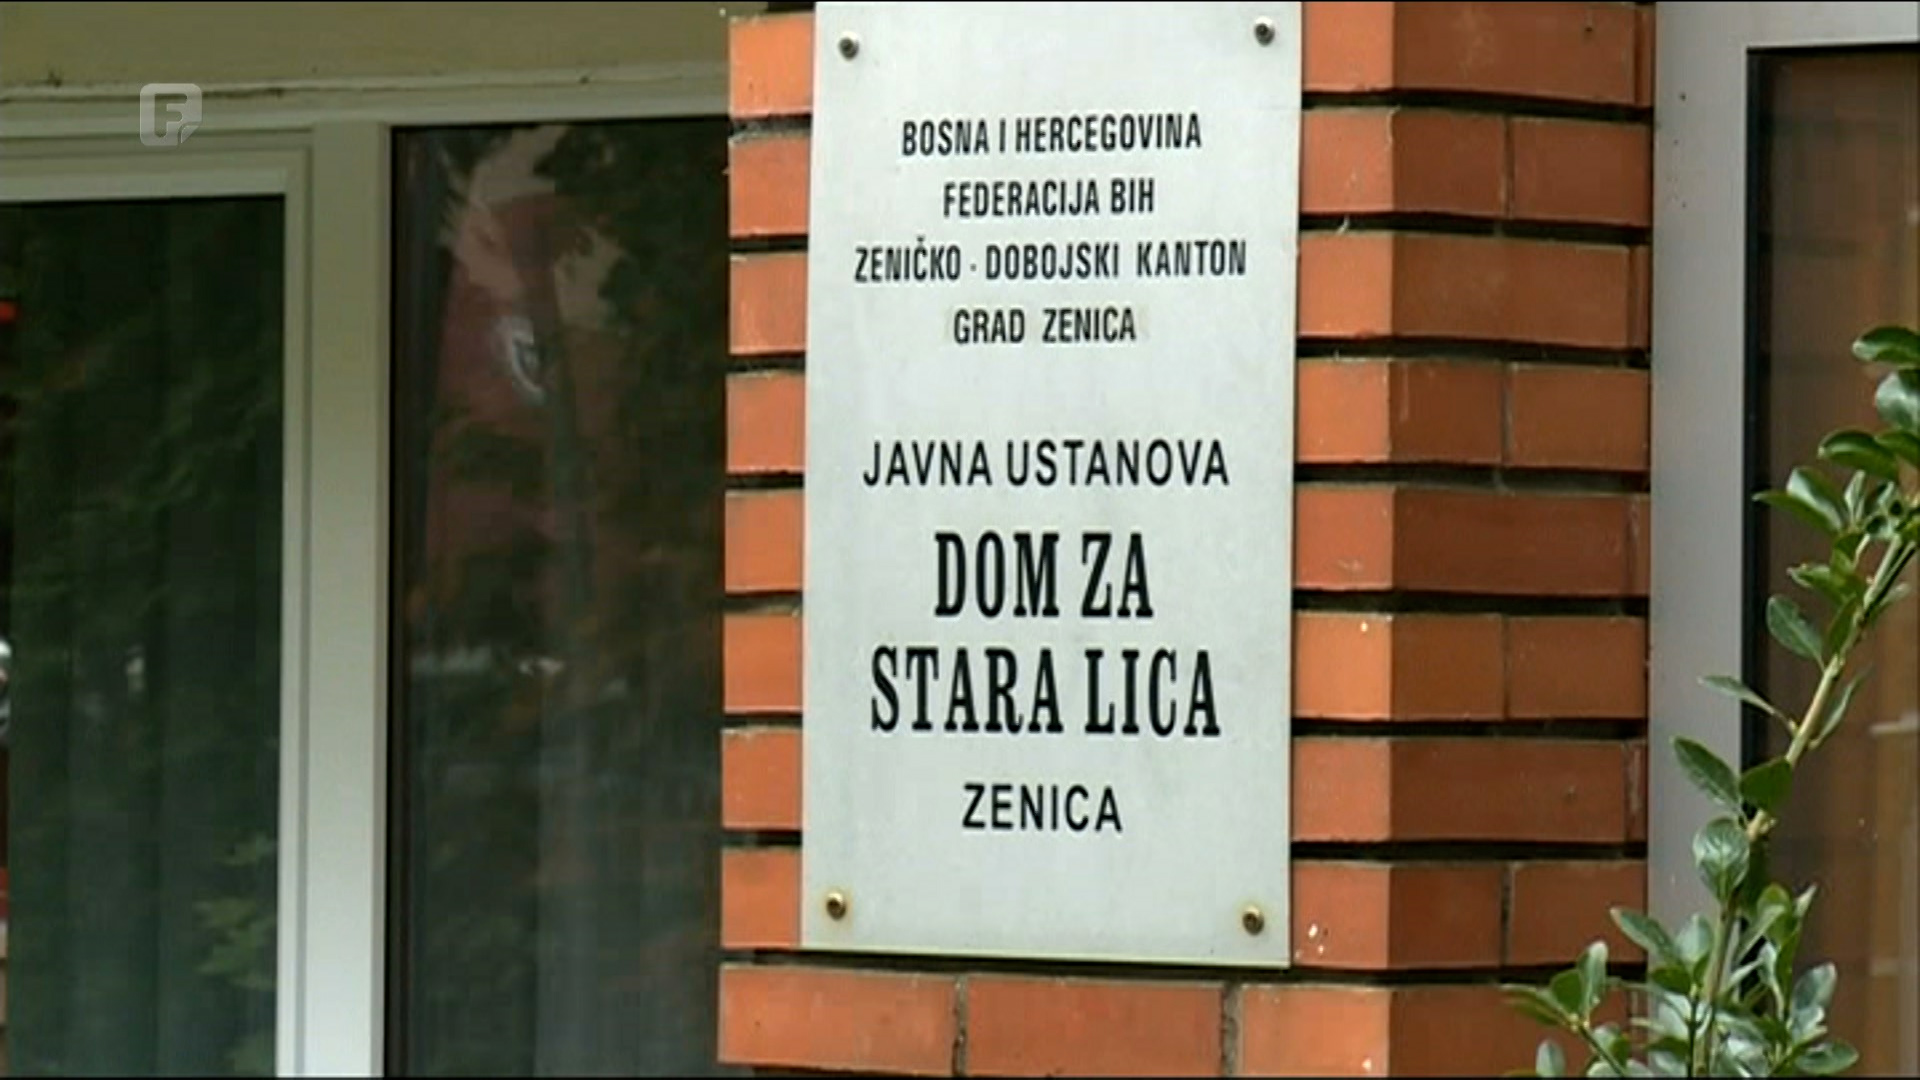 F
BOSNA I HERCEGOVINA
FEDERACIJA BIH
ZENIČKO - DOBOJSKI KANTON
GRAD ZENICA
JAVNA USTANOVA
DOM ZA
STARA LICA
ZENICA